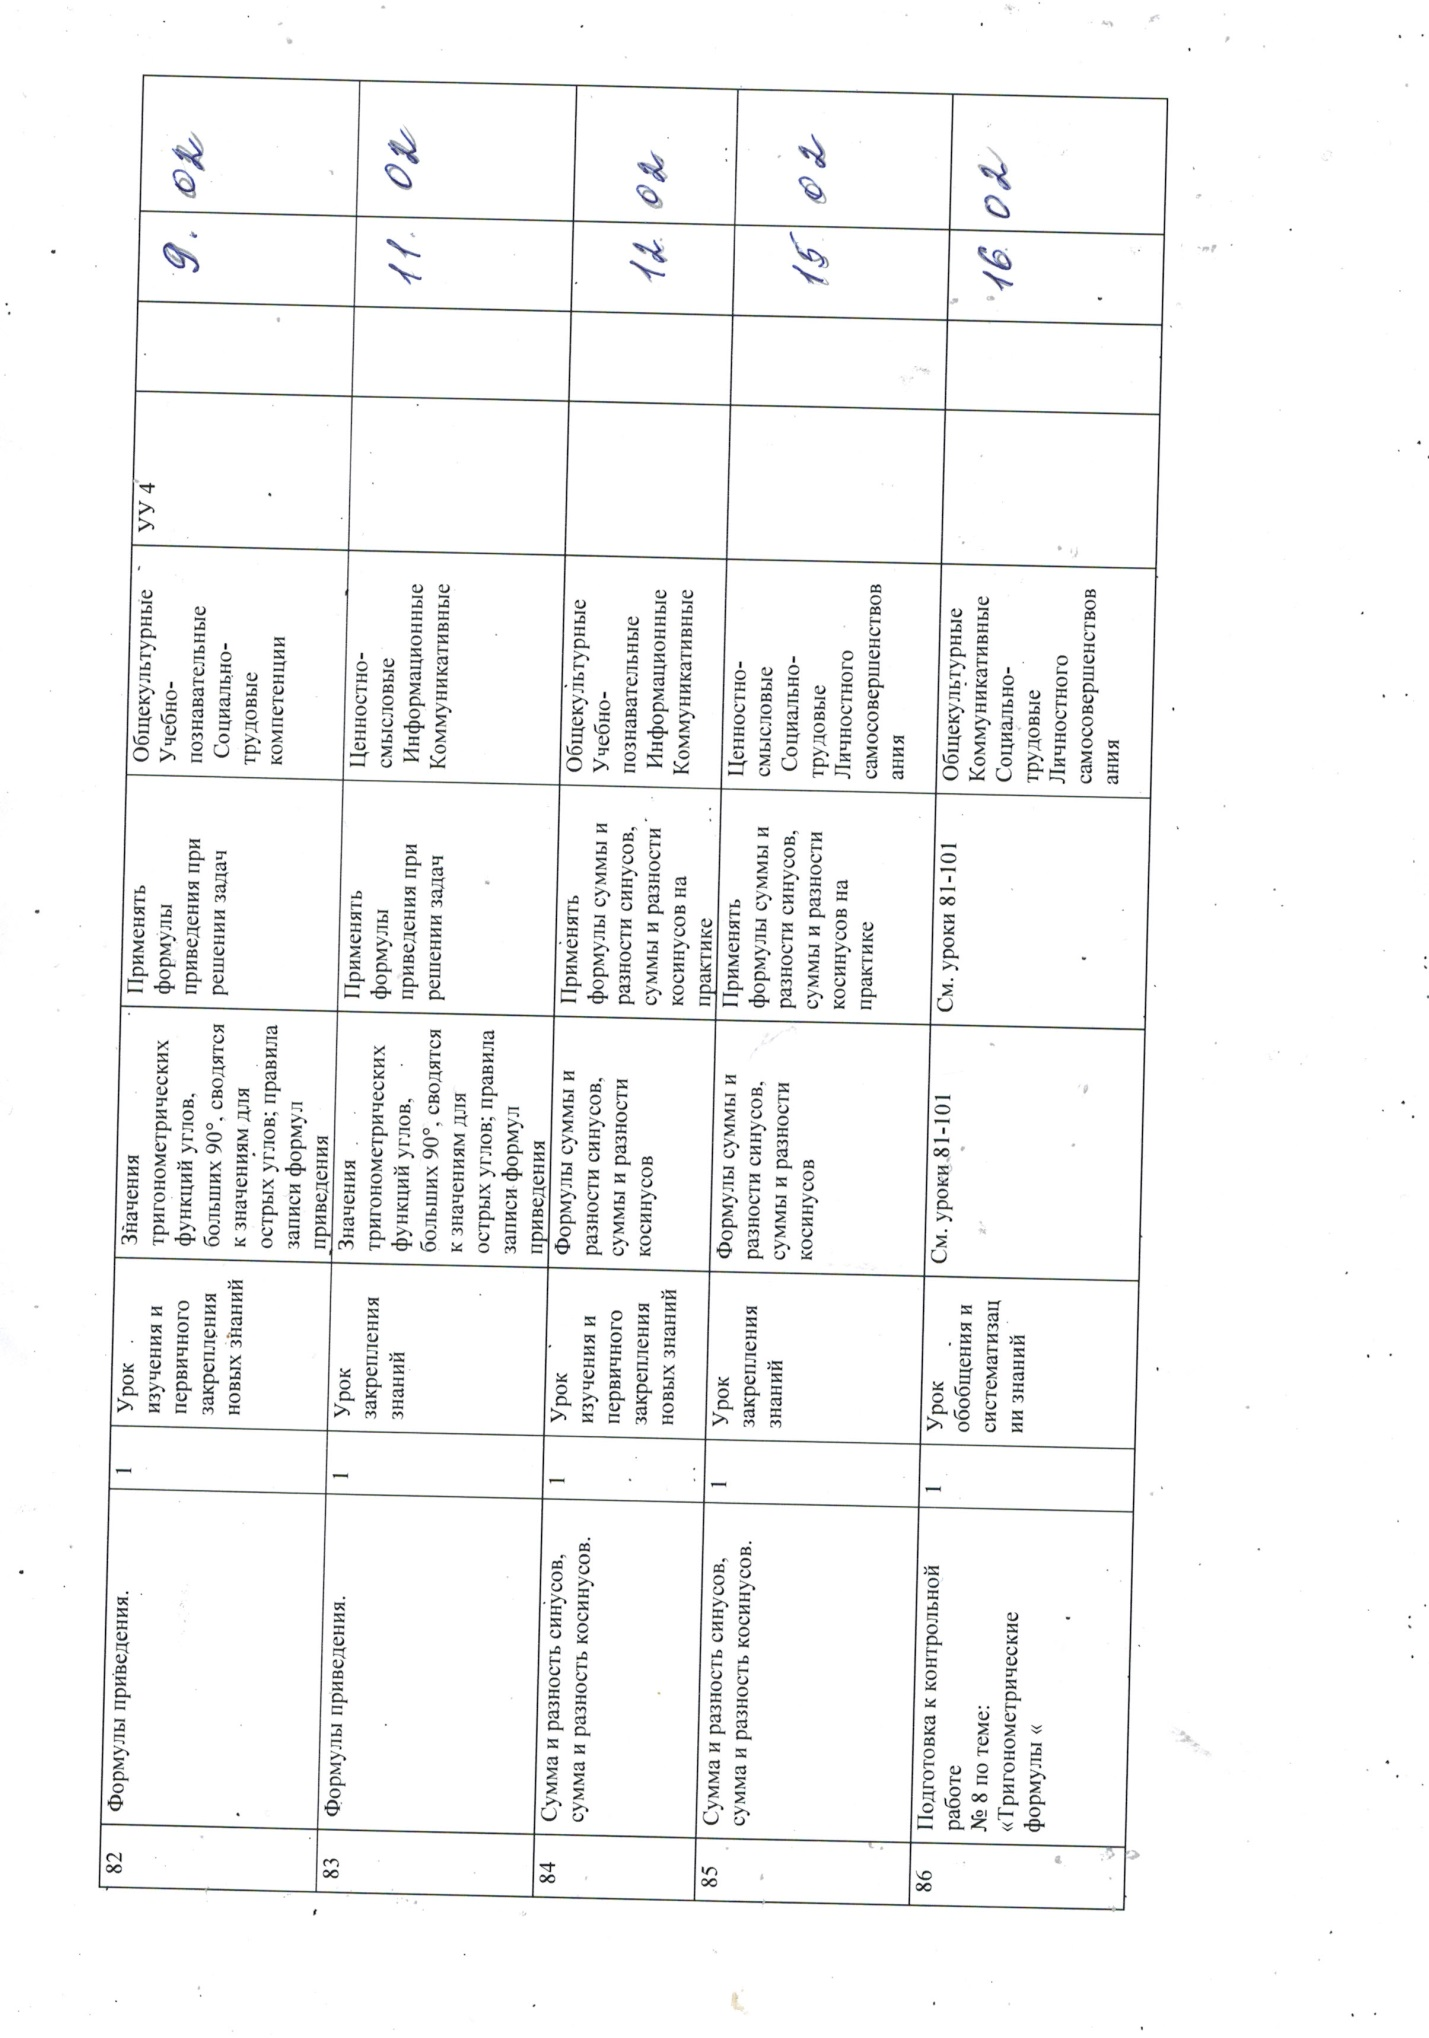 82
Формулы приведения.
1
Урок
изучения и
первичного
закрепления
новых знаний
Значения
тригонометрических
функций углов,
больших 90°, сводятся
к значениям для
острых углов; правила
записи формул
приведения
Применять
формулы
приведения при
решении задач
Общекультурные
Учебно-
познавательные
Социально-
трудовые
компетенции
УУ 4
9. 02
83
Формулы приведения.
1
Урок
закрепления
знаний
Значения
тригонометрических
функций углов,
больших 90°, сводятся
к значениям для
острых углов; правила
записи формул
приведения
Применять
формулы
приведения при
решении задач
Ценностно-
смысловые
Информационные
Коммуникативные
11. 02
84
Сумма и разность синусов,
сумма и разность косинусов.
1
Урок
изучения и
первичного
закрепления
новых знаний
Формулы суммы и
разности синусов,
суммы и разности
косинусов
Применять
формулы суммы и
разности синусов,
суммы и разности
косинусов на
практике
Общекультурные
Учебно-
познавательные
Информационные
Коммуникативные
12. 02
85
Сумма и разность синусов,
сумма и разность косинусов.
1
Урок
закрепления
знаний
Формулы суммы и
разности синусов,
суммы и разности
косинусов
Применять
формулу суммы и
разности синусов,
суммы и разности
косинусов на
практике
Ценностно-
смысловые
Социально-
трудовые
Личностного
самосовершенствов
ания
15. 02
86
Подготовка к контрольной
работе
№ 8 по теме:
«Тригонометрические
формулы «
1
Урок
обобщения и
систематизац
ии знаний
См. уроки 81-101
См. уроки 81-101
Общекультурные
Коммуникативные
Социально-
трудовые
Личностного
самосовершенствов
ания
16. 02